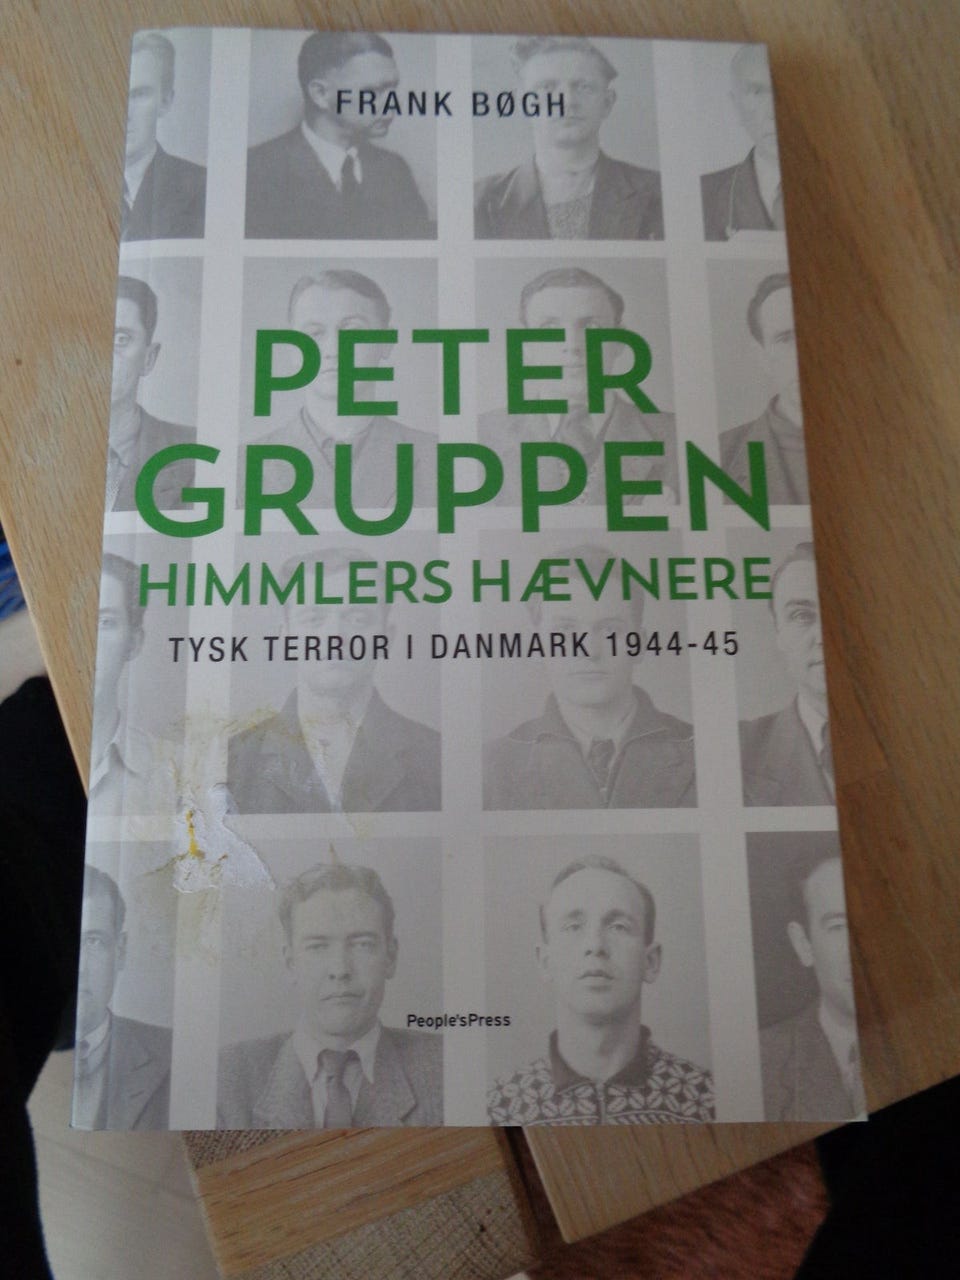 FRANK BØGH
PETER
GRUPPEN
HIMMLERS HÆVNERE
TYSK TERROR I DANMARK 1944-45
People'sPress